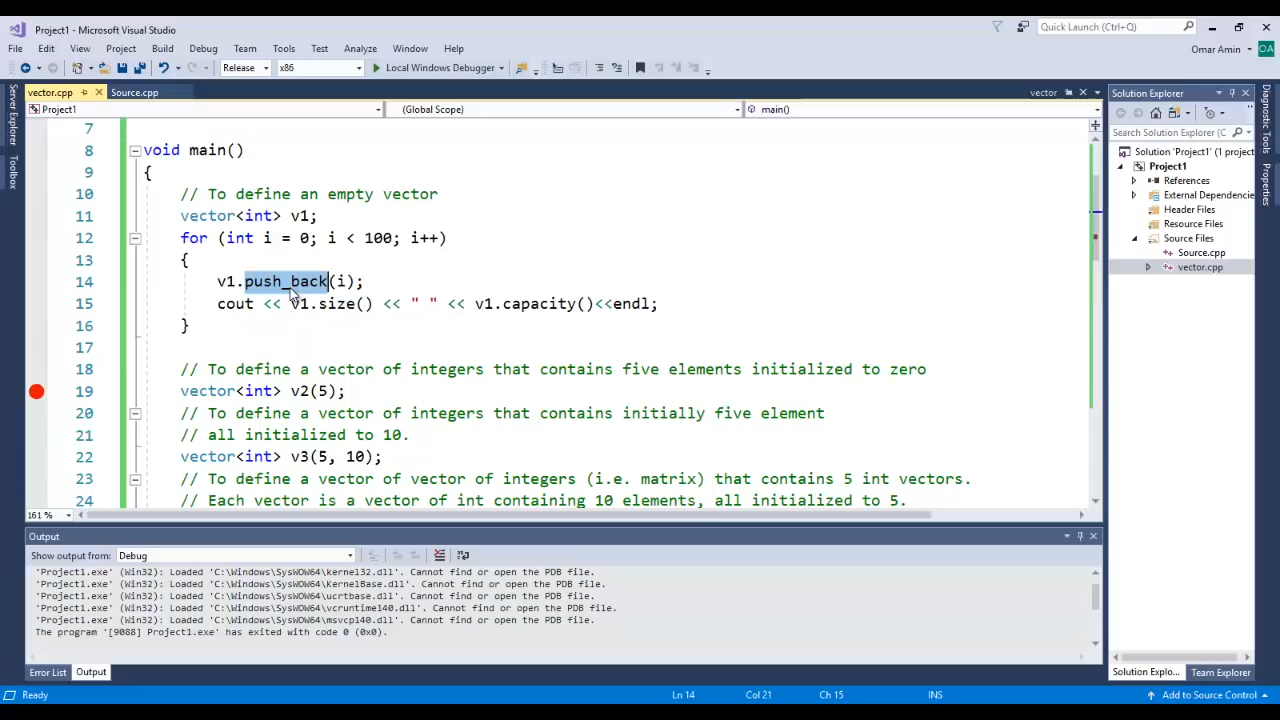 Project1 - Microsoft Visual Studio
Quick Launch (Ctrl+Q)
File Edit View Project Build Debug Team Tools Test Analyze Window Help
Omar Amin OA
Release x86 Local Windows Debugger
Server Explorer
Toolbox
vector.cpp Source.cpp
vector
Project1 (Global Scope) main()
7
8 void main()
9 {
10 // To define an empty vector
11 vector<int> v1;
12 for (int i = 0; i < 100; i++)
13 {
14 v1.push_back(i);
15 cout << v1.size() << " " << v1.capacity()<<endl;
16 }
17
18 // To define a vector of integers that contains five elements initialized to zero
19 vector<int> v2(5);
20 // To define a vector of integers that contains initially five element
21 // all initialized to 10.
22 vector<int> v3(5, 10);
23 // To define a vector of vector of integers (i.e. matrix) that contains 5 int vectors.
24 // Each vector is a vector of int containing 10 elements, all initialized to 5.
161 %
Output
Show output from: Debug
'Project1.exe' (Win32): Loaded 'C:\Windows\SysWOW64\kernel32.dll'. Cannot find or open the PDB file.
'Project1.exe' (Win32): Loaded 'C:\Windows\SysWOW64\KernelBase.dll'. Cannot find or open the PDB file.
'Project1.exe' (Win32): Loaded 'C:\Windows\SysWOW64\ucrtbase.dll'. Cannot find or open the PDB file.
'Project1.exe' (Win32): Loaded 'C:\Windows\SysWOW64\vcruntime140.dll'. Cannot find or open the PDB file.
'Project1.exe' (Win32): Loaded 'C:\Windows\SysWOW64\msvcp140.dll'. Cannot find or open the PDB file.
The program '[9088] Project1.exe' has exited with code 0 (0x0).
Error List Output
Solution Explorer
Search Solution Explorer (C
Solution 'Project1' (1 project
Project1
References
External Dependencie
Header Files
Resource Files
Source Files
Source.cpp
vector.cpp
Solution Explo... Team Explorer
Diagnostic Tools
Properties
Ready Ln 14 Col 21 Ch 15 INS Add to Source Control